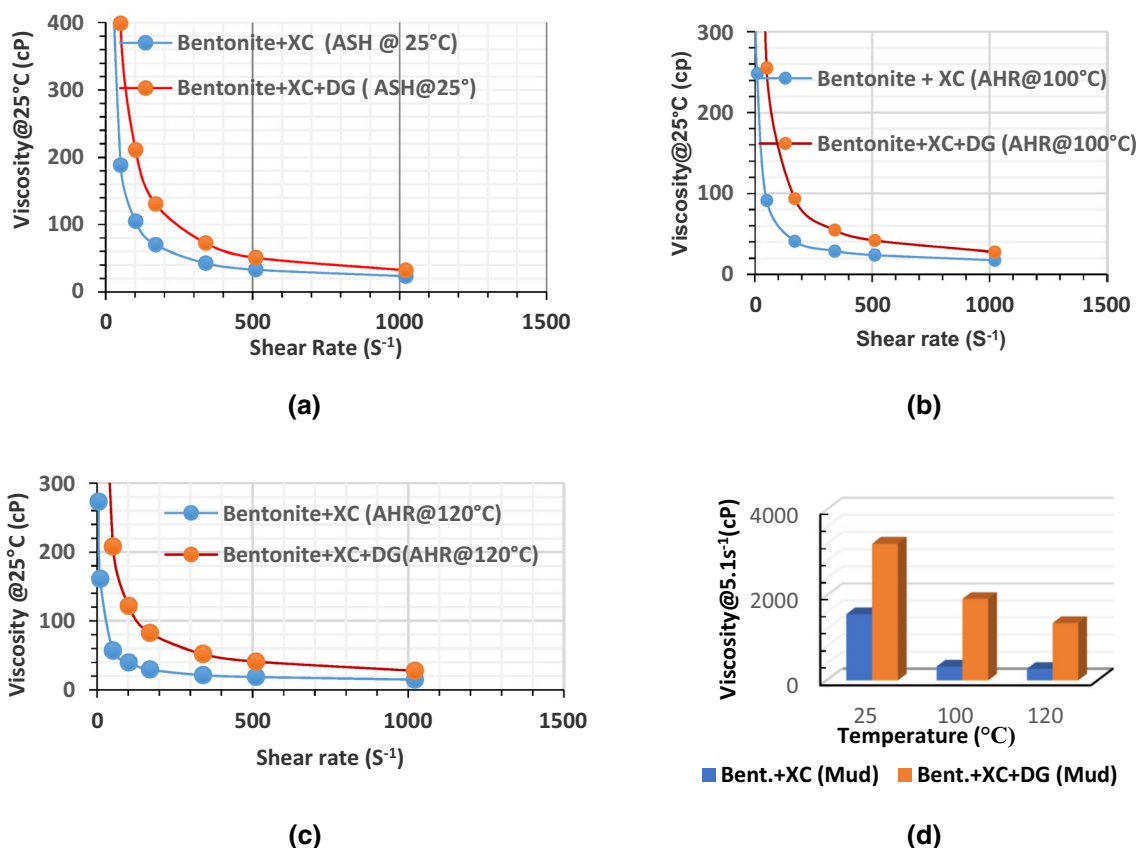 Viscosity@25°C (cP)
400
300
200
100
0
Bentonite+XC (ASH @ 25°C)
Bentonite+XC+DG ( ASH@25°)
0 500 1000 1500
Shear Rate (S⁻¹)
(a)
Viscosity@25°C (cp)
300
200
100
0
Bentonite + XC (AHR@100°C)
Bentonite+XC+DG (AHR@100°C)
0 500 1000 1500
Shear rate (S⁻¹)
(b)
Viscosity @25°C (cP)
300
200
100
0
Bentonite+XC (AHR@120°C)
Bentonite+XC+DG(AHR@120°C)
0 500 1000 1500
Shear rate (S⁻¹)
(c)
Viscosity@5.1s⁻¹(cP)
4000
2000
0
25 100 120
Temperature (°C)
Bent.+XC (Mud) Bent.+XC+DG (Mud)
(d)